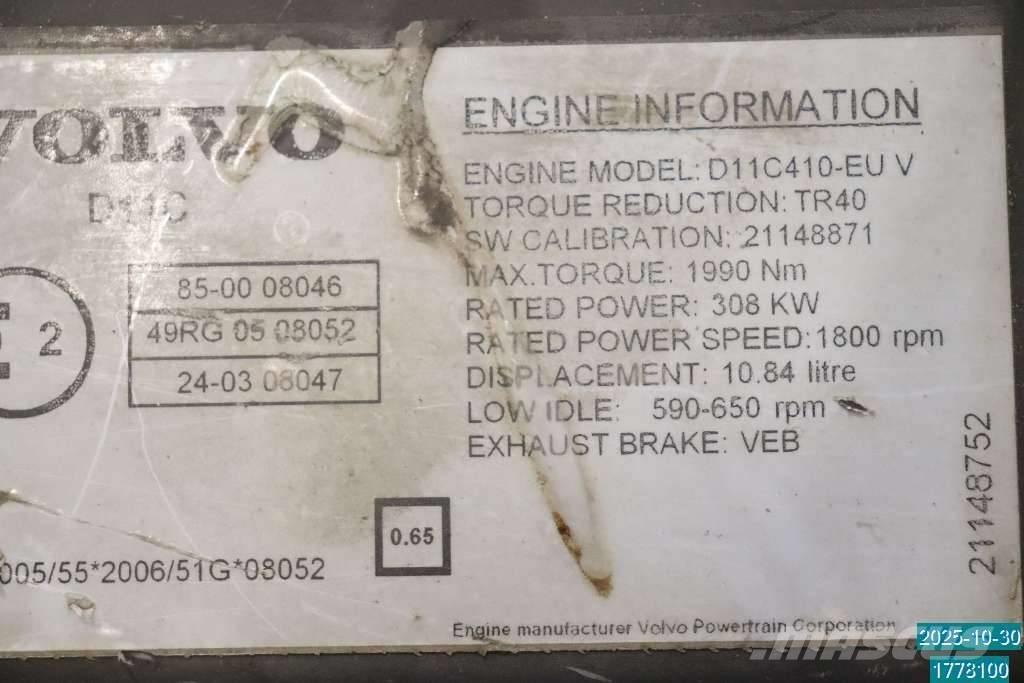 VOLVO
D11C
85-00 08046
49RG 05 08052
24-03 08047
E 2
0.65
005/55*2006/51G*08052
ENGINE INFORMATION
ENGINE MODEL: D11C410-EU V
TORQUE REDUCTION: TR40
SW CALIBRATION: 21148871
MAX.TORQUE: 1990 Nm
RATED POWER: 308 KW
RATED POWER SPEED:1800 rpm
DISPLACEMENT: 10.84 litre
LOW IDLE: 590-650 rpm
EXHAUST BRAKE: VEB
21148752
Engine manufacturer Volvo Powertrain Corporation
MASCUS
2025-10-30
1773100